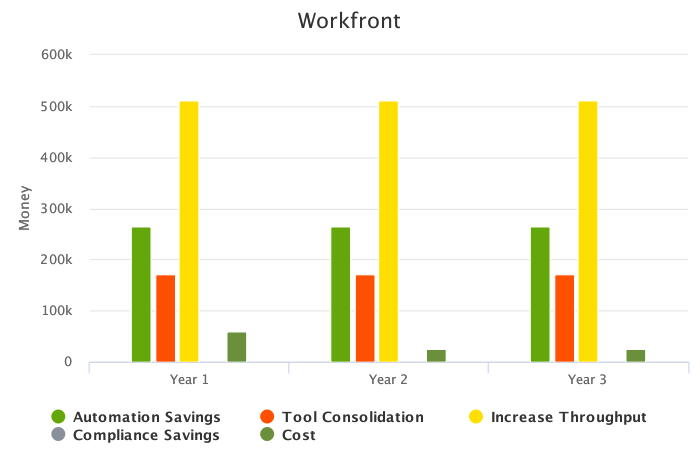 Workfront
600k
500k
400k
300k
200k
100k
0
Money
Year 1
Year 2
Year 3
Automation Savings
Tool Consolidation
Increase Throughput
Compliance Savings
Cost